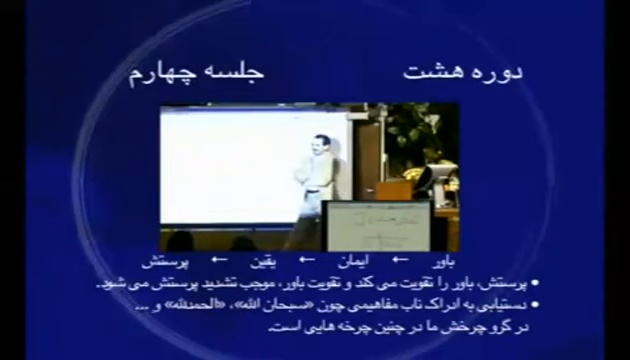 دوره هشت
جلسه چهارم
باور ← ایمان ← یقین ← پرستش
• پرستش، باور را تقویت می کند و تقویت باور، موجب تشدید پرستش می شود.
• دستیابی به ادراک ناب مفاهیمی چون «سبحان الله»، «الحمدلله» و ...
در گرو چرخش ما در چنین چرخه هایی است.